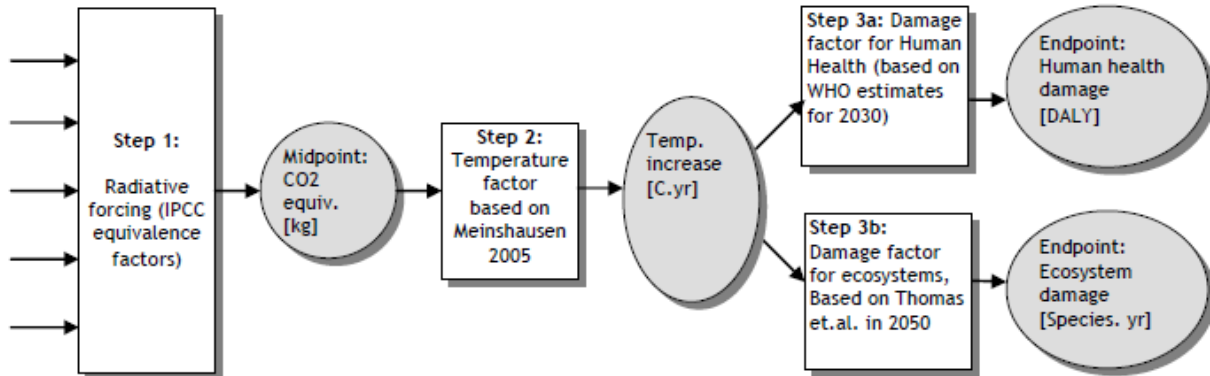 Step 1:
Radiative
forcing (IPCC
equivalence
factors)
Midpoint:
CO2
equiv.
[kg]
Step 2:
Temperature
factor
based on
Meinshausen
2005
Temp.
increase
[C.yr]
Step 3a: Damage
factor for Human
Health (based on
WHO estimates
for 2030)
Endpoint:
Human health
damage
[DALY]
Step 3b:
Damage factor
for ecosystems,
Based on Thomas
et.al. in 2050
Endpoint:
Ecosystem
damage
[Species. yr]